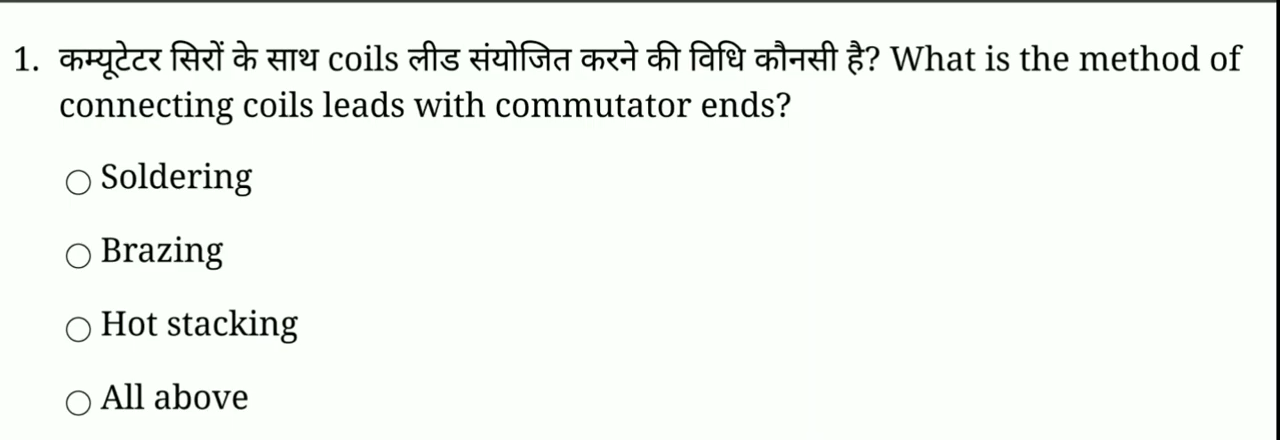 1. कम्यूटेटर सिरों के साथ coils लीड संयोजित करने की विधि कौनसी है? What is the method of
connecting coils leads with commutator ends?
Soldering
Brazing
Hot stacking
All above